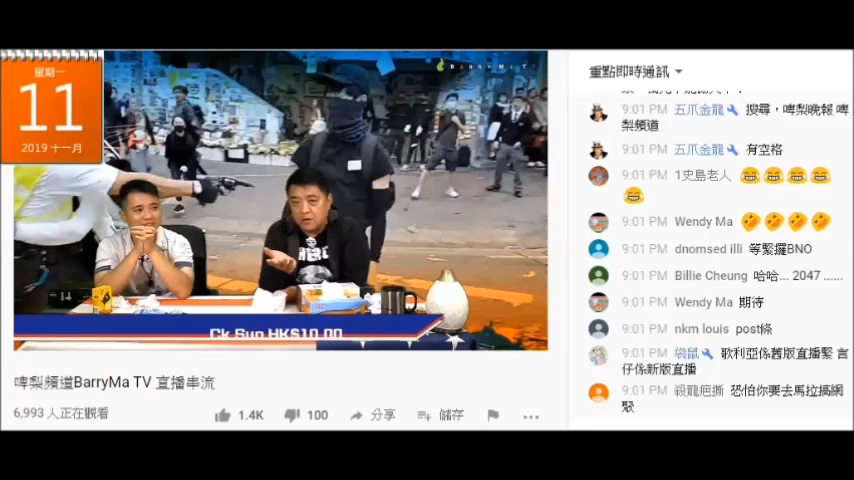 星期一
11
2019 十一月
BarryMaTV
14
Ck Sun HK$10.00
啤梨頻道BarryMa TV 直播串流
6,993 人正在觀看
1.4K
100
分享
儲存
重點即時通訊
9:01 PM 五爪金龍 搜尋，啤梨晚報 啤
梨頻道
9:01 PM 五爪金龍 有空格
9:01 PM 1史島老人 😂😂😂😂
😂
9:01 PM Wendy Ma 🤣🤣🤣🤣
9:01 PM dnomsed illi 等緊攞BNO
9:01 PM Billie Cheung 哈哈... 2047 ......
9:01 PM Wendy Ma 期待
9:01 PM nkm louis post條
9:01 PM 袋鼠 歌利亞係舊版直播緊 言
仔係新版直播
9:01 PM 殺龍疤撕 恐怕你要去馬拉搞網
聚